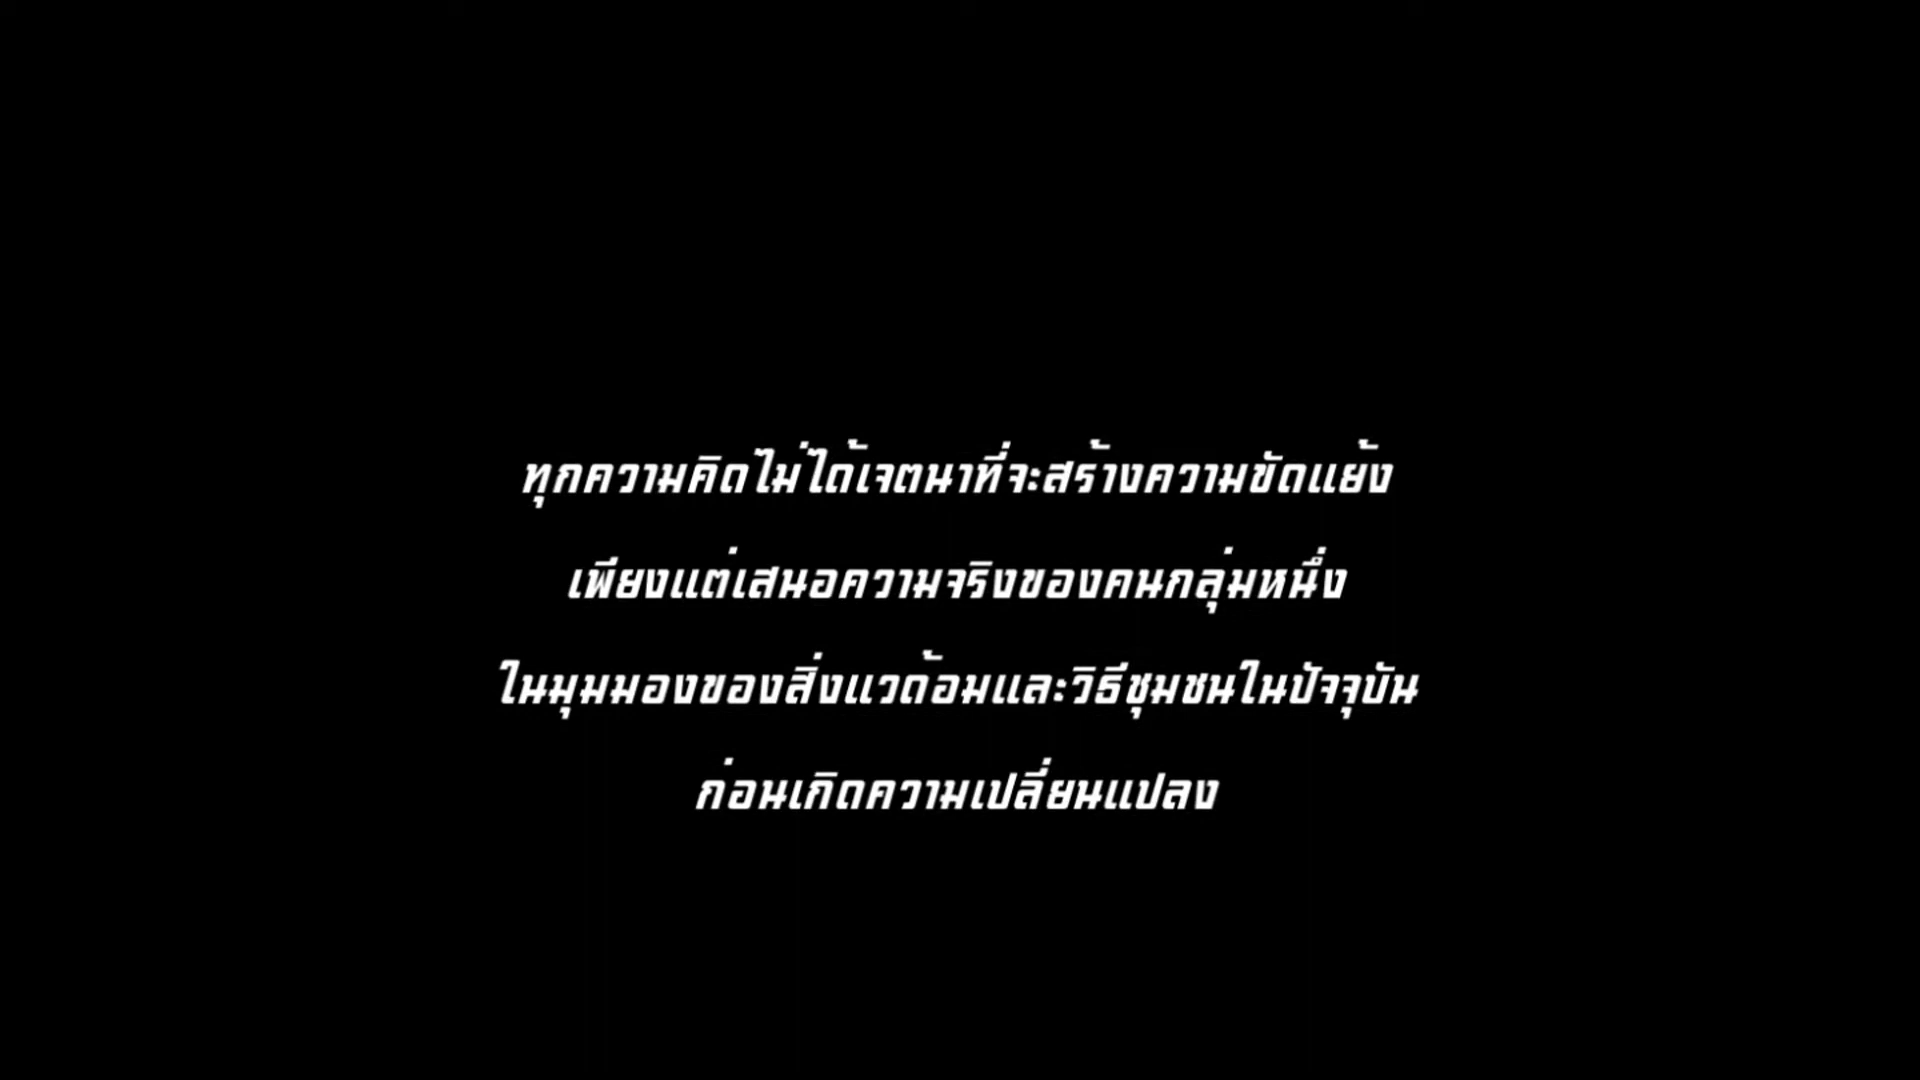 ทุกความคิดไม่ได้เจตนาที่จะสร้างความขัดแย้ง
เพียงแต่เสนอความจริงของคนกลุ่มหนึ่ง
ในมุมมองของสิ่งแวด้อมและวิธีชุมชนในปัจจุบัน
ก่อนเกิดความเปลี่ยนแปลง